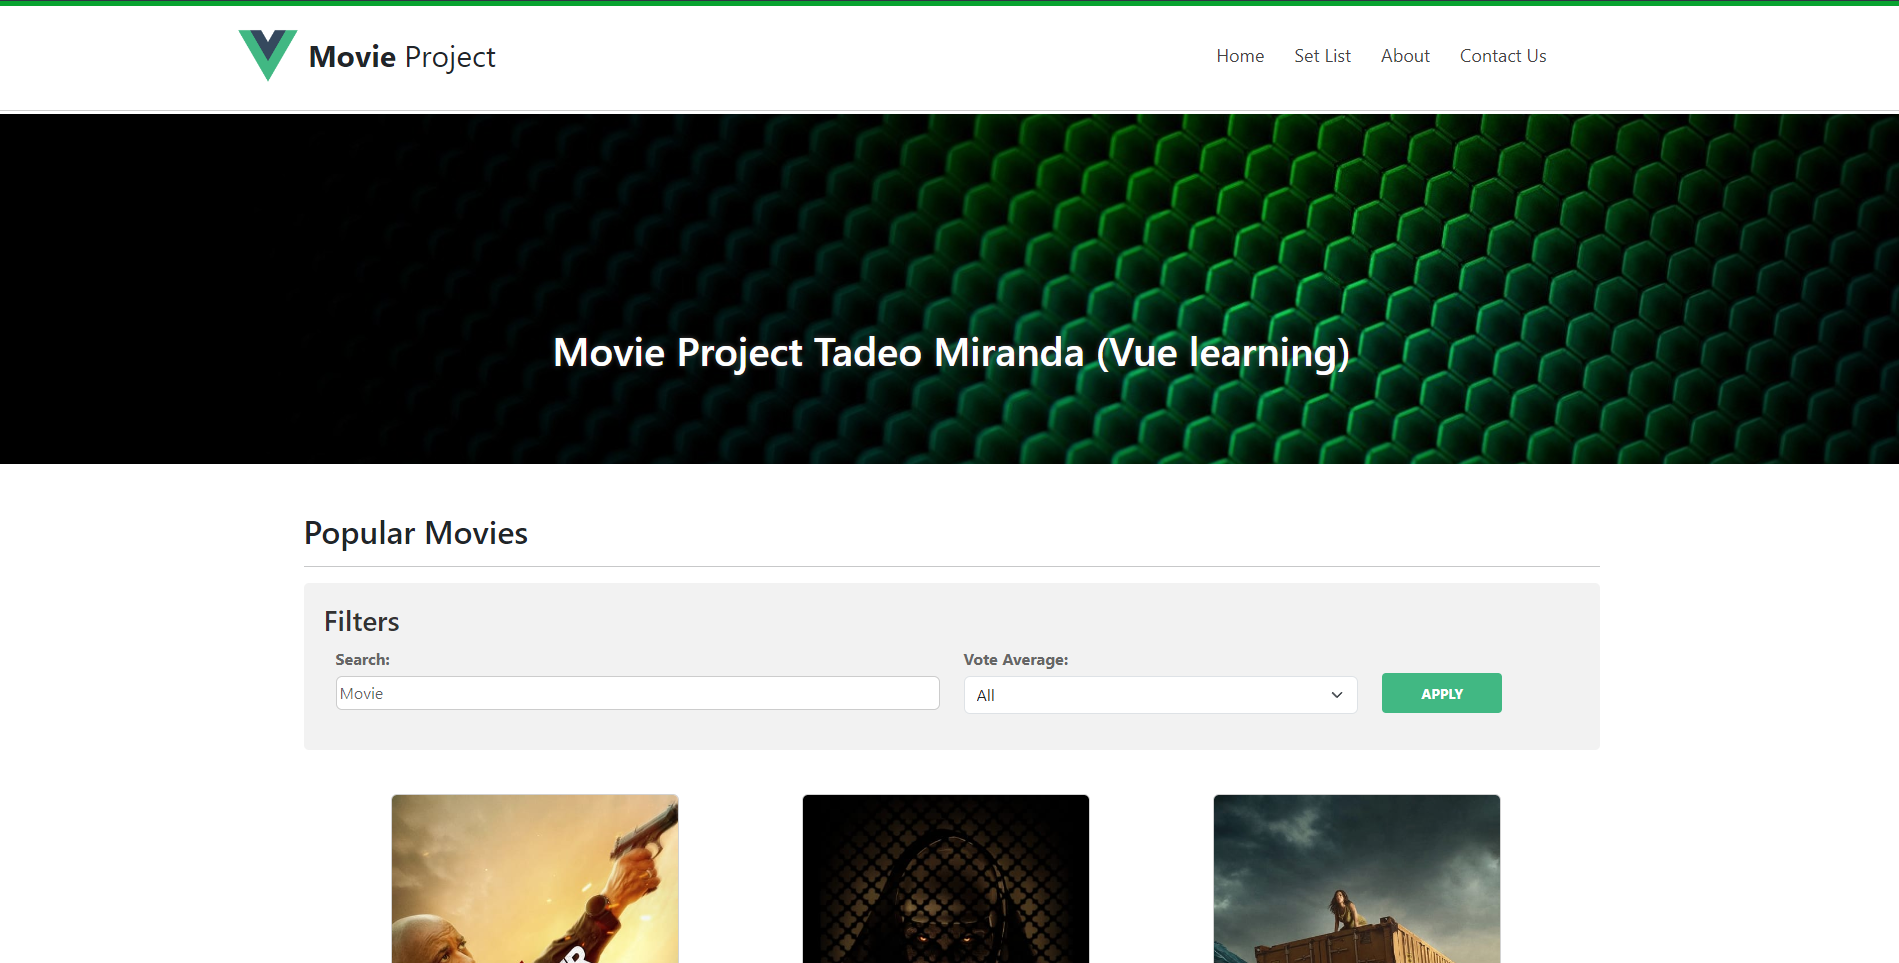 Movie Project
Home Set List About Contact Us
Movie Project Tadeo Miranda (Vue learning)
Popular Movies
Filters
Search:
Vote Average:
Movie
All
APPLY